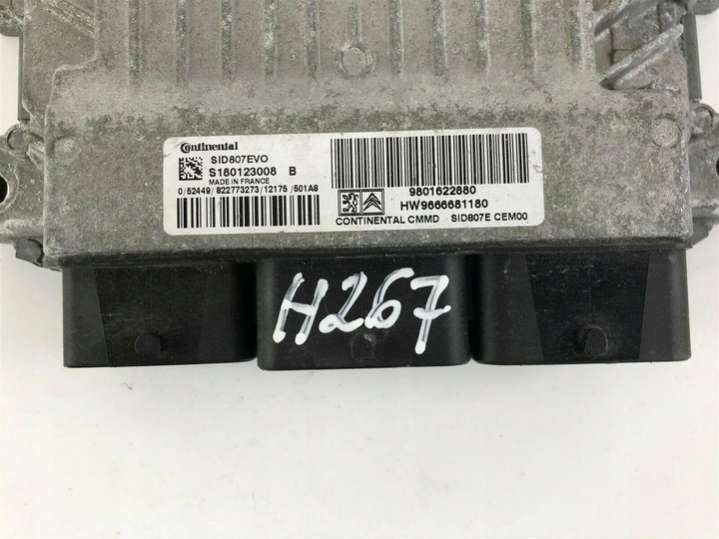 Continental
SID807EVO
S180123008 B
MADE IN FRANCE
0/52449/822773273/12175/501A8
9801622880
HW9666681180
CONTINENTAL CMMD SID807E CEM00
H267